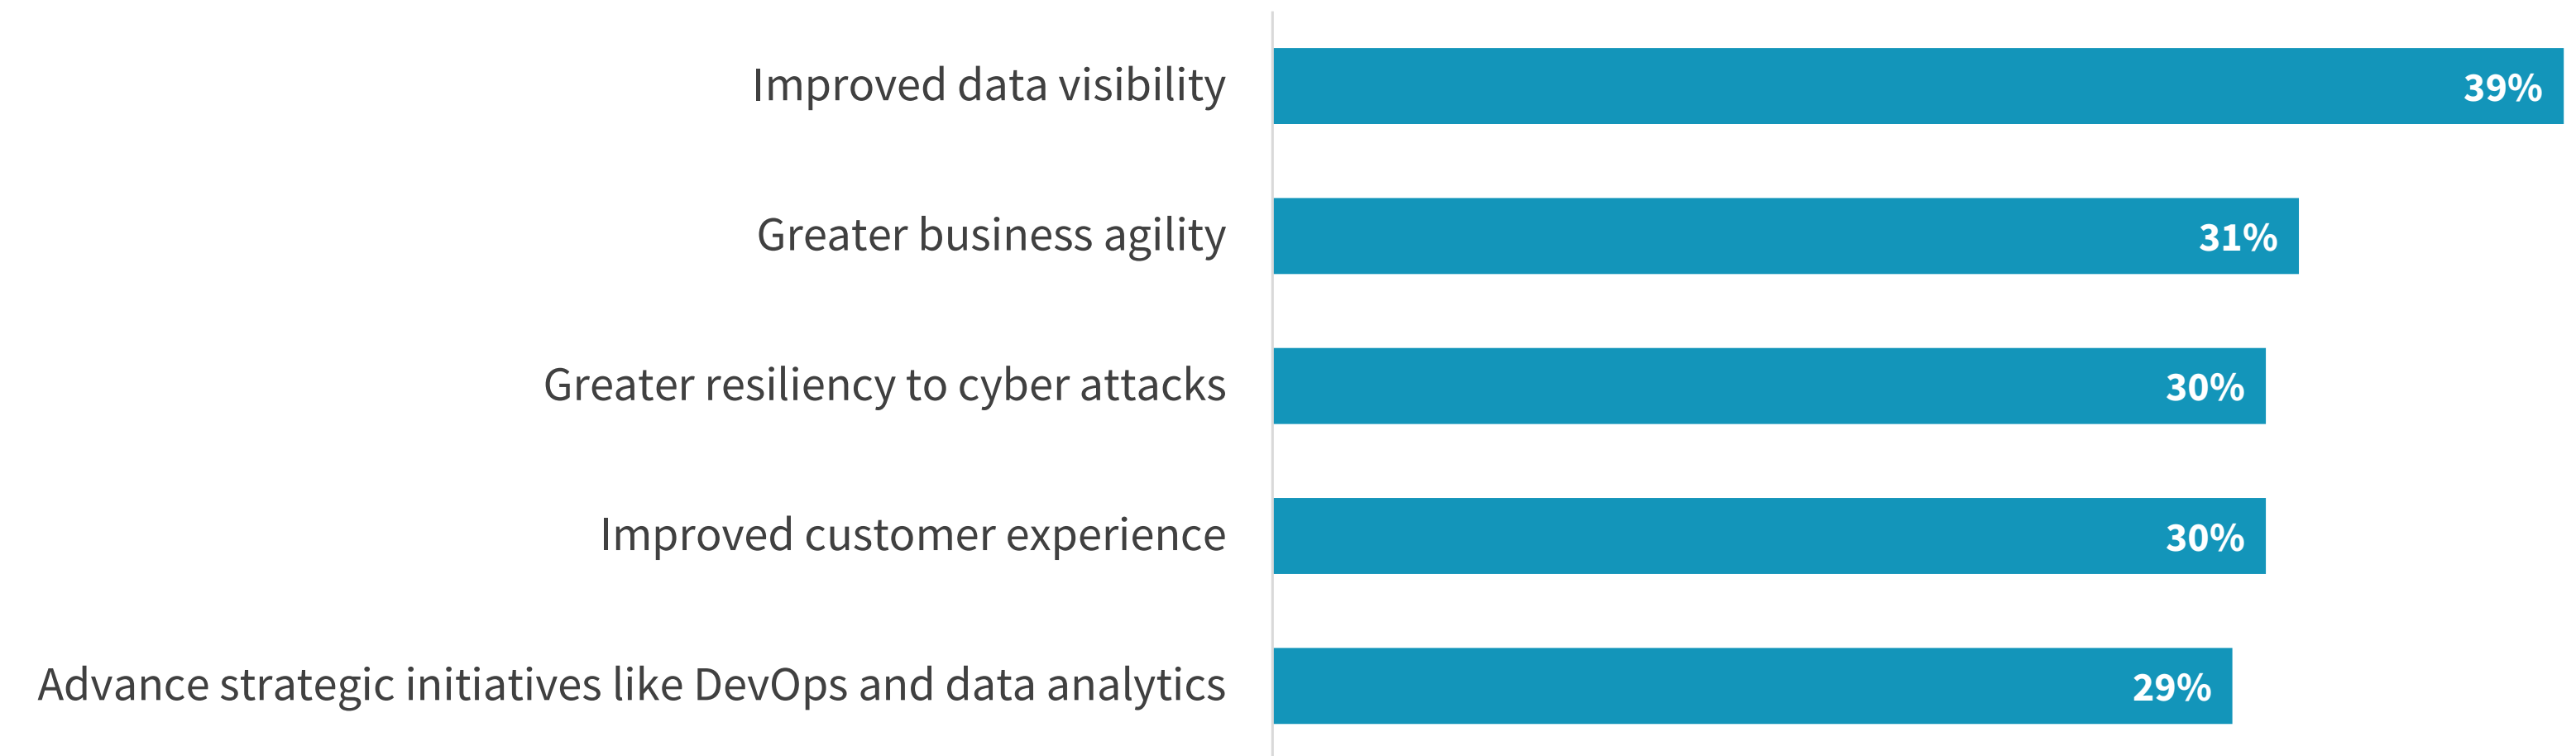 Improved data visibility 39%
Greater business agility 31%
Greater resiliency to cyber attacks 30%
Improved customer experience 30%
Advance strategic initiatives like DevOps and data analytics 29%